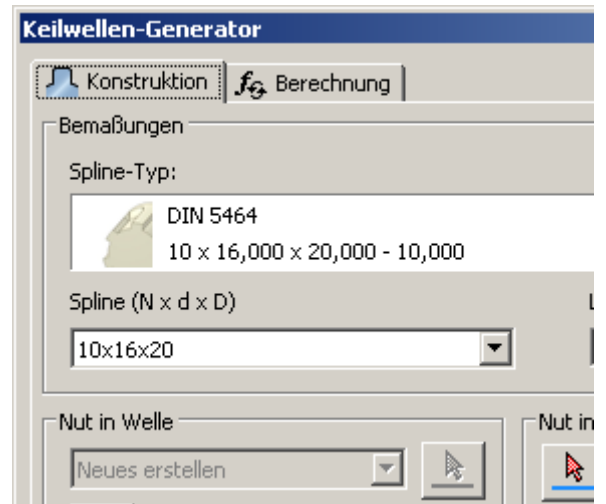 Keilwellen-Generator
Konstruktion Berechnung
Bemaßungen
Spline-Typ:
DIN 5464
10 x 16,000 x 20,000 - 10,000
Spline (N x d x D)
10x16x20
Nut in Welle Nut in
Neues erstellen